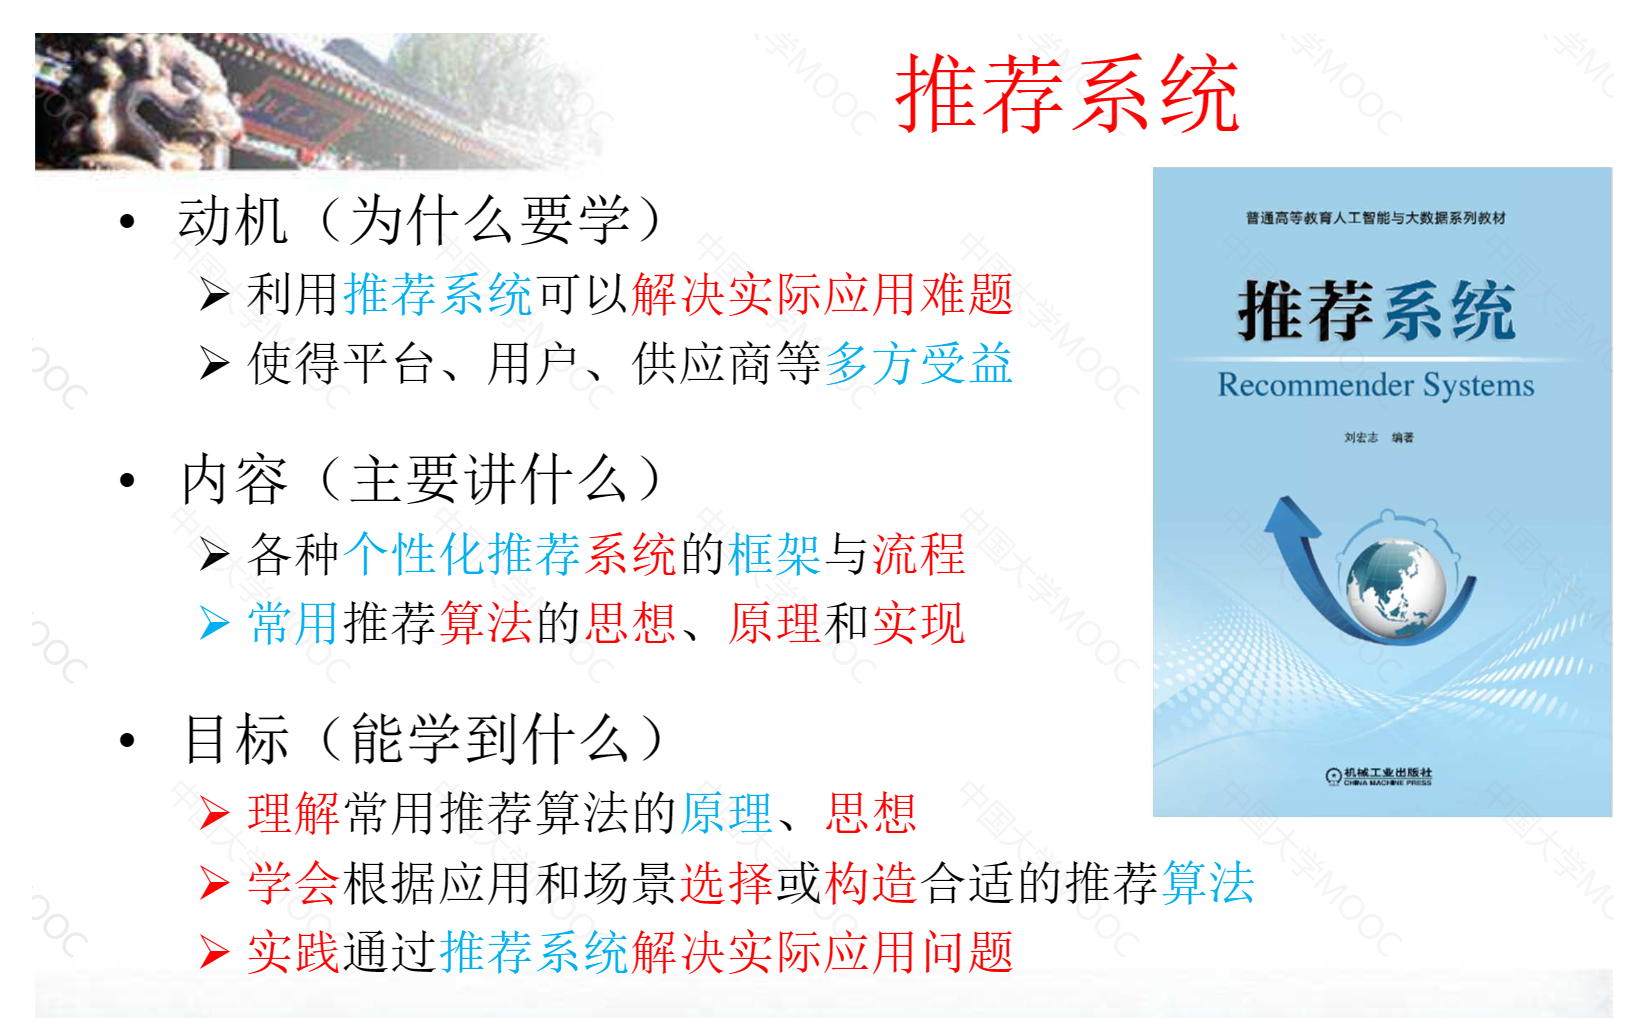 推荐系统
• 动机（为什么要学）
➢ 利用推荐系统可以解决实际应用难题
➢ 使得平台、用户、供应商等多方受益
• 内容（主要讲什么）
➢ 各种个性化推荐系统的框架与流程
➢ 常用推荐算法的思想、原理和实现
• 目标（能学到什么）
➢ 理解常用推荐算法的原理、思想
➢ 学会根据应用和场景选择或构造合适的推荐算法
➢ 实践通过推荐系统解决实际应用问题
普通高等教育人工智能与大数据系列教材
推荐系统
Recommender Systems
刘宏志 编著
机械工业出版社
CHINA MACHINE PRESS
中国大学MOOC